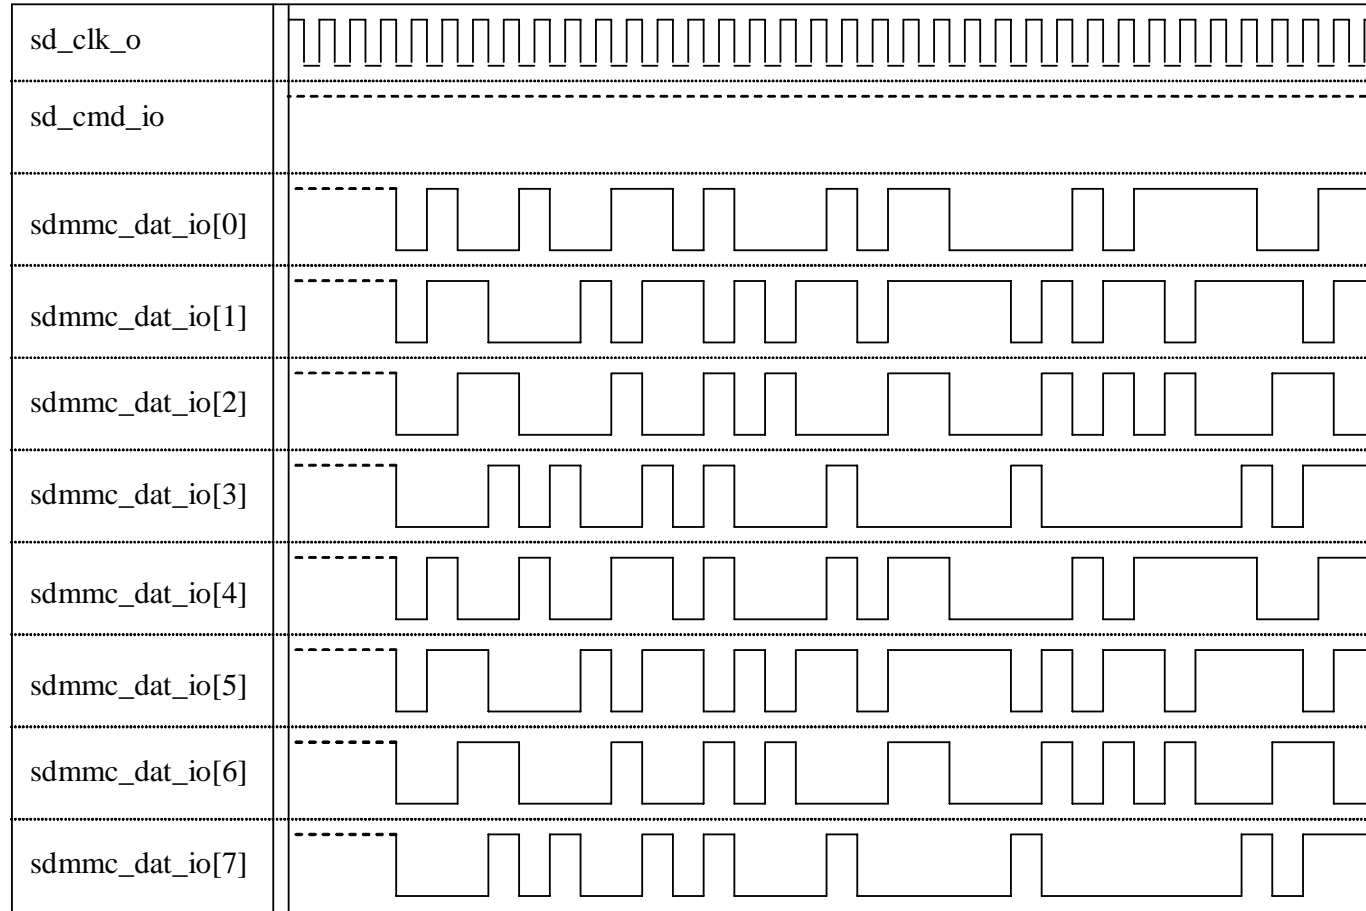 sd_clk_o
sd_cmd_io
sdmmc_dat_io[0]
sdmmc_dat_io[1]
sdmmc_dat_io[2]
sdmmc_dat_io[3]
sdmmc_dat_io[4]
sdmmc_dat_io[5]
sdmmc_dat_io[6]
sdmmc_dat_io[7]